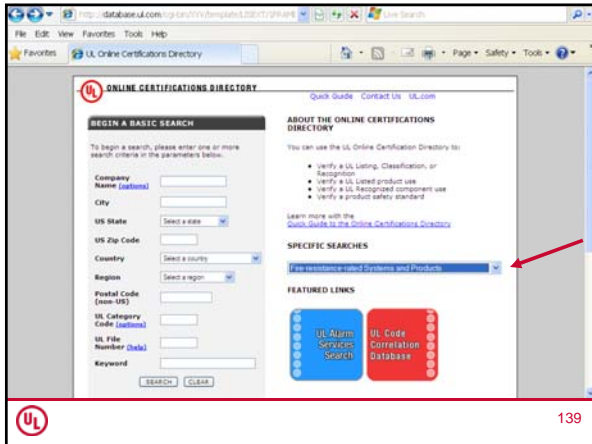 http://database.ul.com/cgi-bin/XYV/template/LISEXT/1FRAME
Live Search
File Edit View Favorites Tools Help
Favorites
UL Online Certifications Directory
Page
Safety
Tools
UL
ONLINE CERTIFICATIONS DIRECTORY
Quick Guide Contact Us UL.com
BEGIN A BASIC SEARCH
To begin a search, please enter one or more
search criteria in the parameters below.
Company
Name (options)
City
US State
Select a state
US Zip Code
Country
Select a country
Region
Select a region
Postal Code
(non-US)
UL Category
Code (options)
UL File
Number (help)
Keyword
SEARCH CLEAR
ABOUT THE ONLINE CERTIFICATIONS
DIRECTORY
You can use the UL Online Certification Directory to:
Verify a UL Listing, Classification, or
Recognition
Verify a UL Listed product use
Verify a UL Recognized component use
Verify a product safety standard
Learn more with the
Quick Guide to the Online Certifications Directory
SPECIFIC SEARCHES
Fire-resistance-rated Systems and Products
FEATURED LINKS
UL Alarm
Services
Search
UL Code
Correlation
Database
UL
139